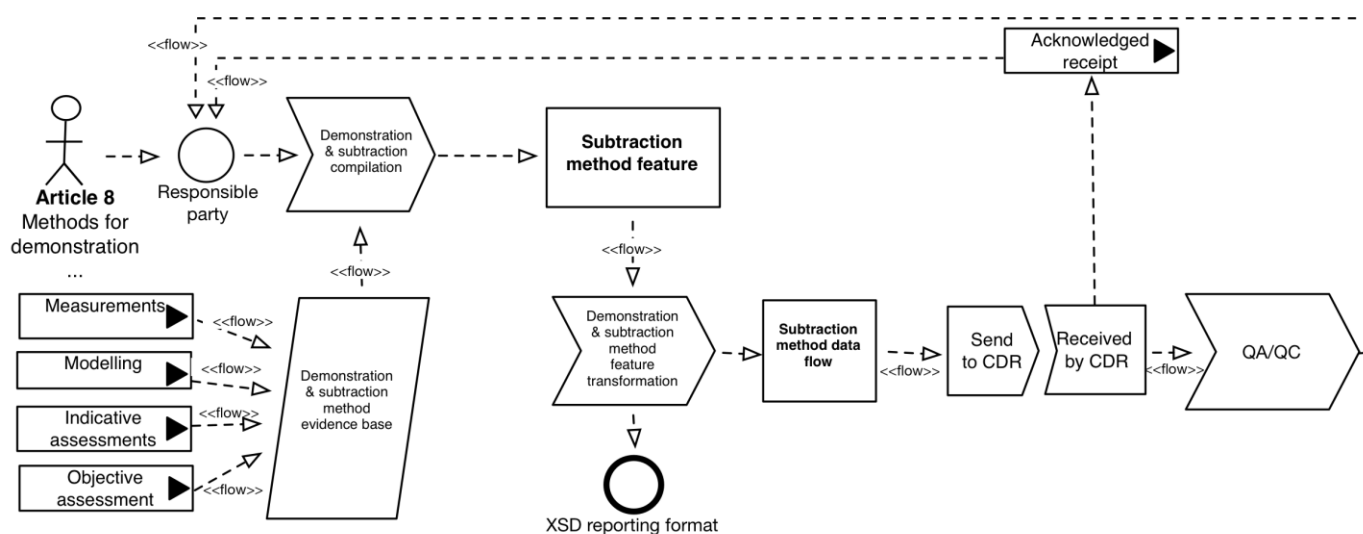 <<flow>>
Acknowledged
receipt
<<flow>>
Demonstration
& subtraction
compilation
Subtraction
method feature
Article 8
Methods for
demonstration
...
Responsible
party
<<flow>>
<<flow>>
Measurements
<<flow>>
Modelling
<<flow>>
Indicative
assessments
<<flow>>
Objective
assessment
<<flow>>
Demonstration
& subtraction
method
evidence base
Demonstration
& subtraction
method
feature
transformation
Subtraction
method data
flow
<<flow>>
Send
to CDR
Received
by CDR
<<flow>>
QA/QC
XSD reporting format